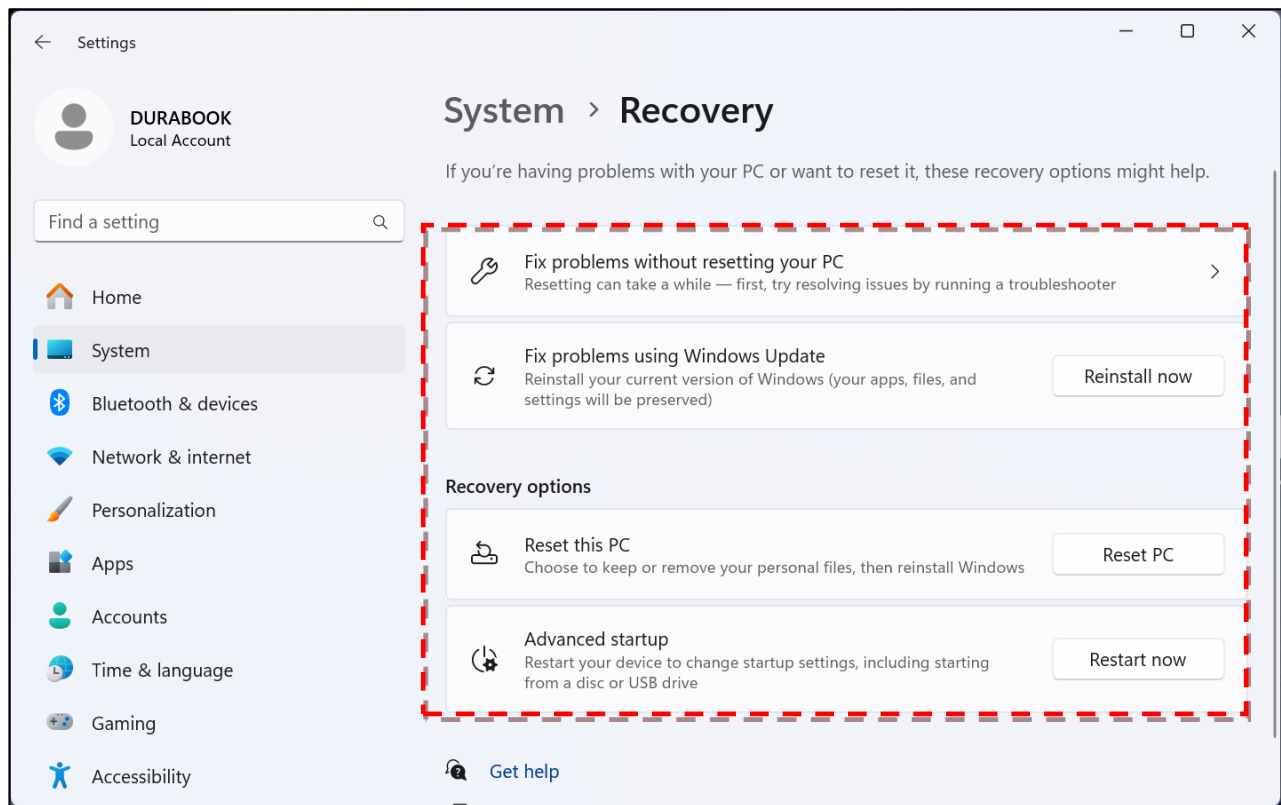 Settings
DURABOOK
Local Account
Find a setting
Home
System
Bluetooth & devices
Network & internet
Personalization
Apps
Accounts
Time & language
Gaming
Accessibility
System > Recovery
If you're having problems with your PC or want to reset it, these recovery options might help.
Fix problems without resetting your PC
Resetting can take a while — first, try resolving issues by running a troubleshooter
Fix problems using Windows Update
Reinstall your current version of Windows (your apps, files, and
settings will be preserved)
Reinstall now
Recovery options
Reset this PC
Choose to keep or remove your personal files, then reinstall Windows
Reset PC
Advanced startup
Restart your device to change startup settings, including starting
from a disc or USB drive
Restart now
Get help